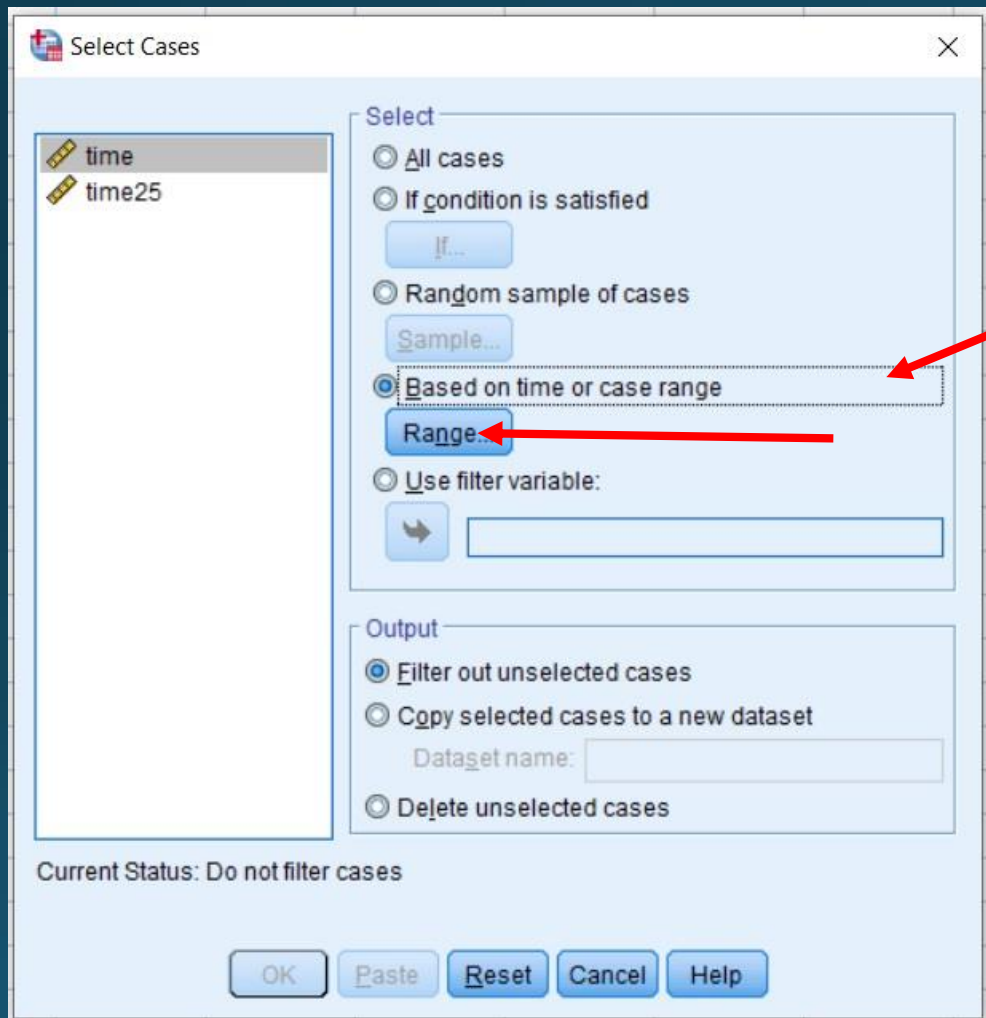 Select Cases
time
time25
Select
All cases
If condition is satisfied
If...
Random sample of cases
Sample...
Based on time or case range
Range...
Use filter variable:
Output
Filter out unselected cases
Copy selected cases to a new dataset
Dataset name:
Delete unselected cases
Current Status: Do not filter cases
OK Paste Reset Cancel Help